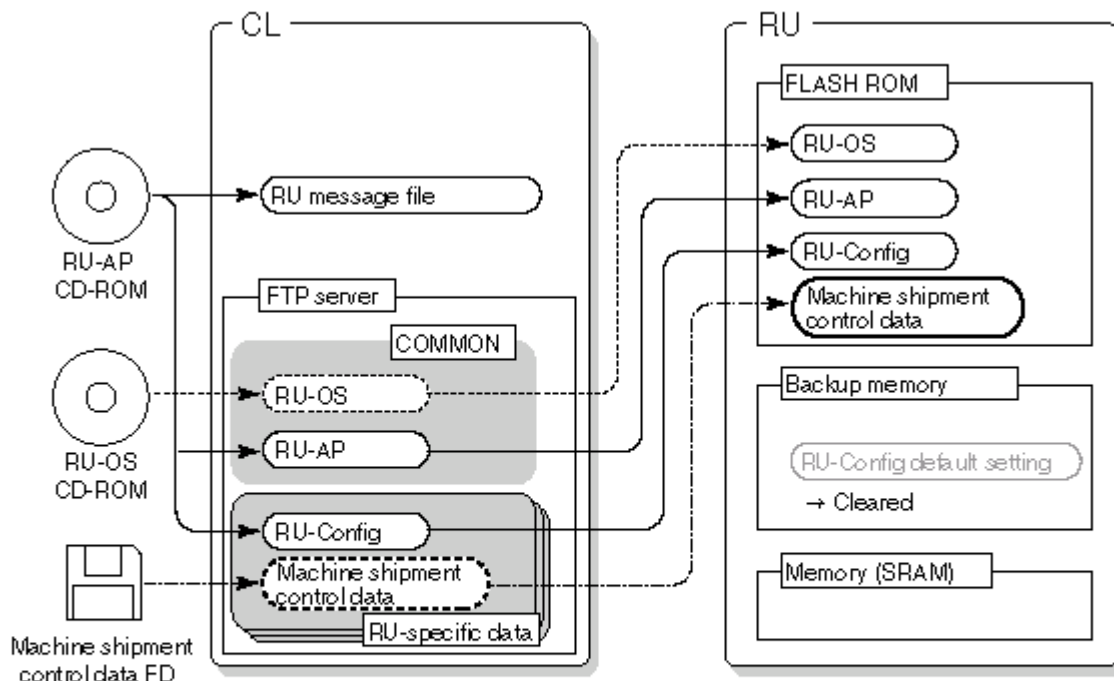 CL
RU
FLASH ROM
RU-OS
RU-AP
RU-Config
Machine shipment
control data
RU message file
RU-AP
CD-ROM
FTP server
COMMON
RU-OS
RU-AP
RU-OS
CD-ROM
RU-Config
Machine shipment
control data
RU-specific data
Machine shipment
control data FD
Backup memory
RU-Config default setting
→ Cleared
Memory (SRAM)